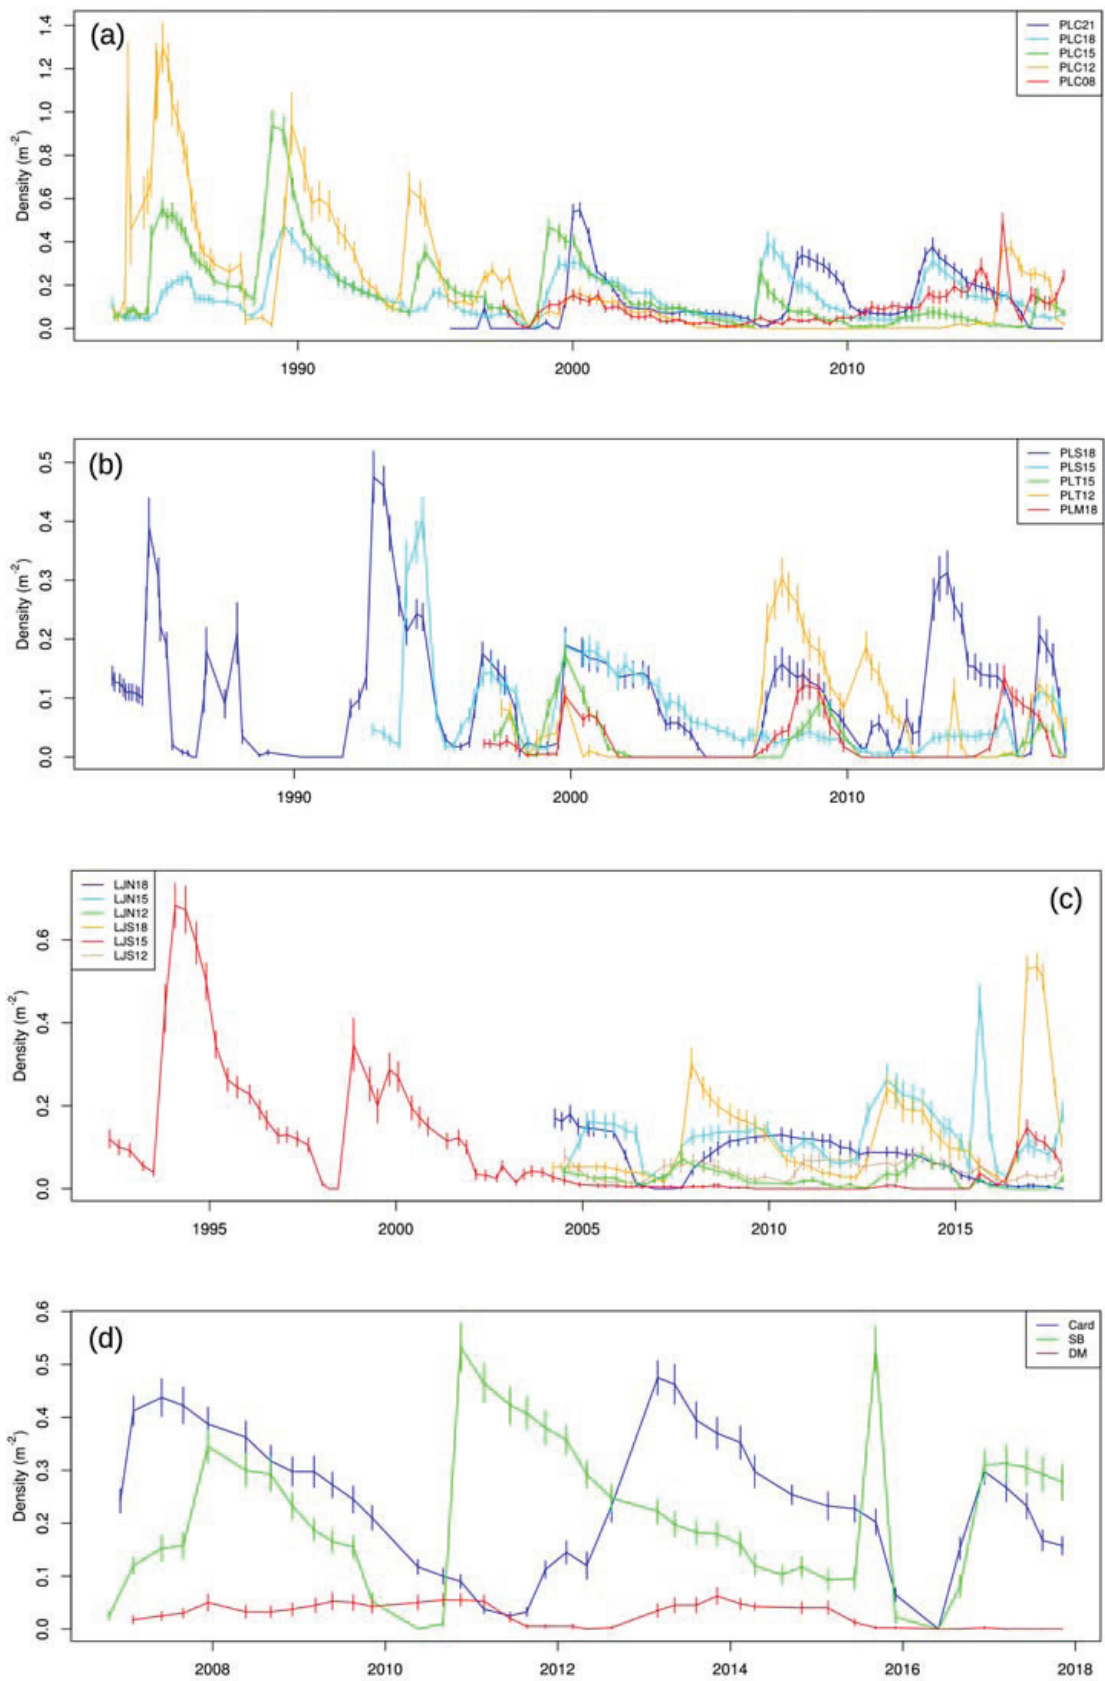 (a)
PLC21
PLC18
PLC15
PLC12
PLC08
Density (m-2)
1.4
1.2
1.0
0.8
0.6
0.4
0.2
0.0
1990 2000 2010
(b)
PLS18
PLS15
PLT15
PLT12
PLM18
Density (m-2)
0.5
0.4
0.3
0.2
0.1
0.0
1990 2000 2010
LJN18
LJN15
LJN12
LJS18
LJS15
LJS12
(c)
Density (m-2)
0.6
0.4
0.2
0.0
1995 2000 2005 2010 2015
(d)
Card
SB
DM
Density (m-2)
0.6
0.5
0.4
0.3
0.2
0.1
0.0
2008 2010 2012 2014 2016 2018